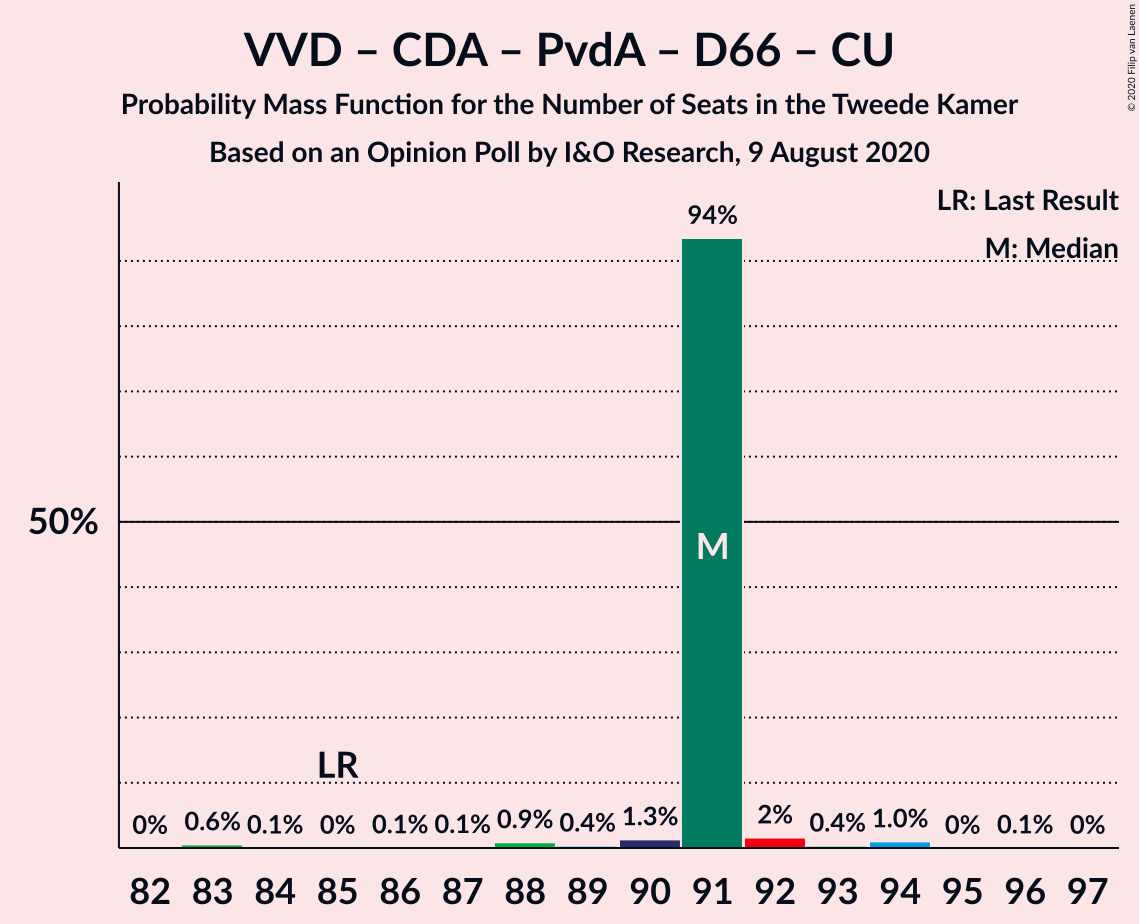 VVD – CDA – PvdA – D66 – CU
Probability Mass Function for the Number of Seats in the Tweede Kamer
Based on an Opinion Poll by I&O Research, 9 August 2020
© 2020 Filip van Laenen
LR: Last Result
M: Median
94%
50%
M
LR
0% 0.6% 0.1% 0% 0.1% 0.1% 0.9% 0.4% 1.3% 2% 0.4% 1.0% 0% 0.1% 0%
82 83 84 85 86 87 88 89 90 91 92 93 94 95 96 97